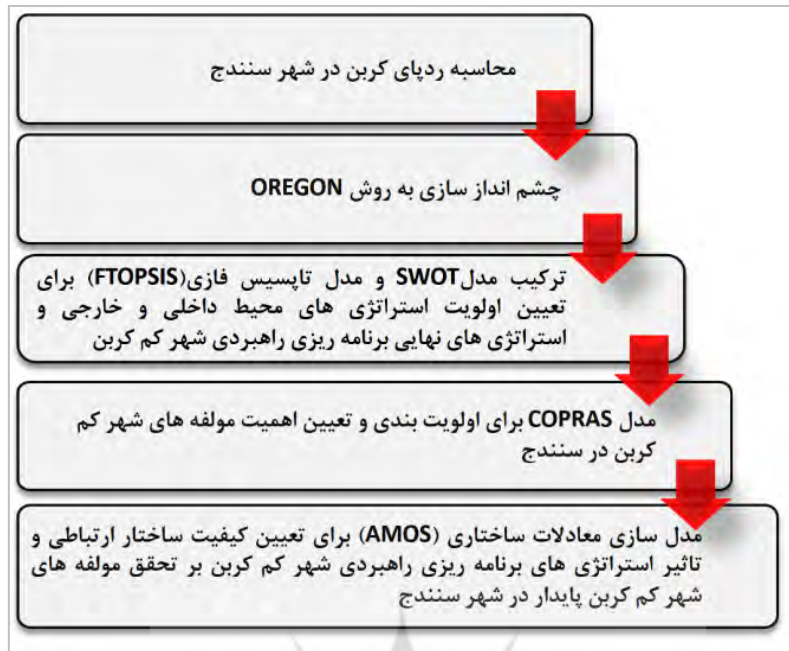 محاسبه ردپای کربن در شهر سنندج
چشم انداز سازی به روش OREGON
ترکیب مدلSWOT و مدل تاپسیس فازی(FTOPSIS) برای
تعیین اولویت استراتژی های محیط داخلی و خارجی و
استراتژی های نهایی برنامه ریزی راهبردی شهر کم کربن
مدل COPRAS برای اولویت بندی و تعیین اهمیت مولفه های شهر کم
کربن در سنندج
مدل سازی معادلات ساختاری (AMOS) برای تعیین کیفیت ساختار ارتباطی و
تاثیر استراتژی های برنامه ریزی راهبردی شهر کم کربن بر تحقق مولفه های
شهر کم کربن پایدار در شهر سنندج